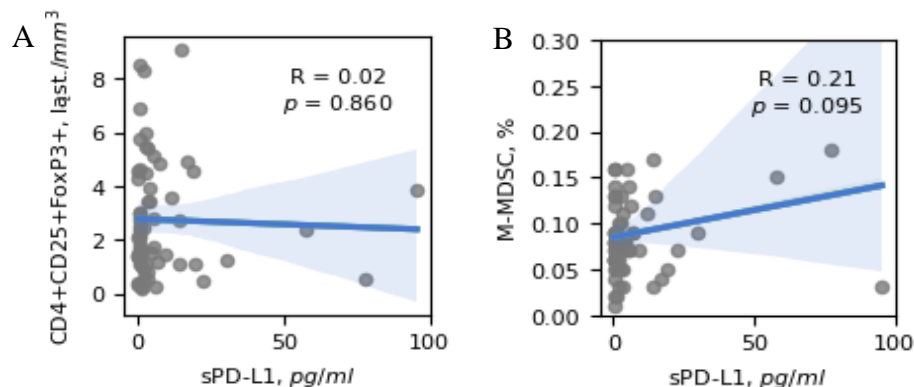 A
CD4+CD25+FoxP3+, ląst./mm³
8
6
4
2
0
R = 0.02
p = 0.860
0
50
100
sPD-L1, pg/ml
B
M-MDSC, %
0.30
0.25
0.20
0.15
0.10
0.05
0.00
R = 0.21
p = 0.095
0
50
100
sPD-L1, pg/ml